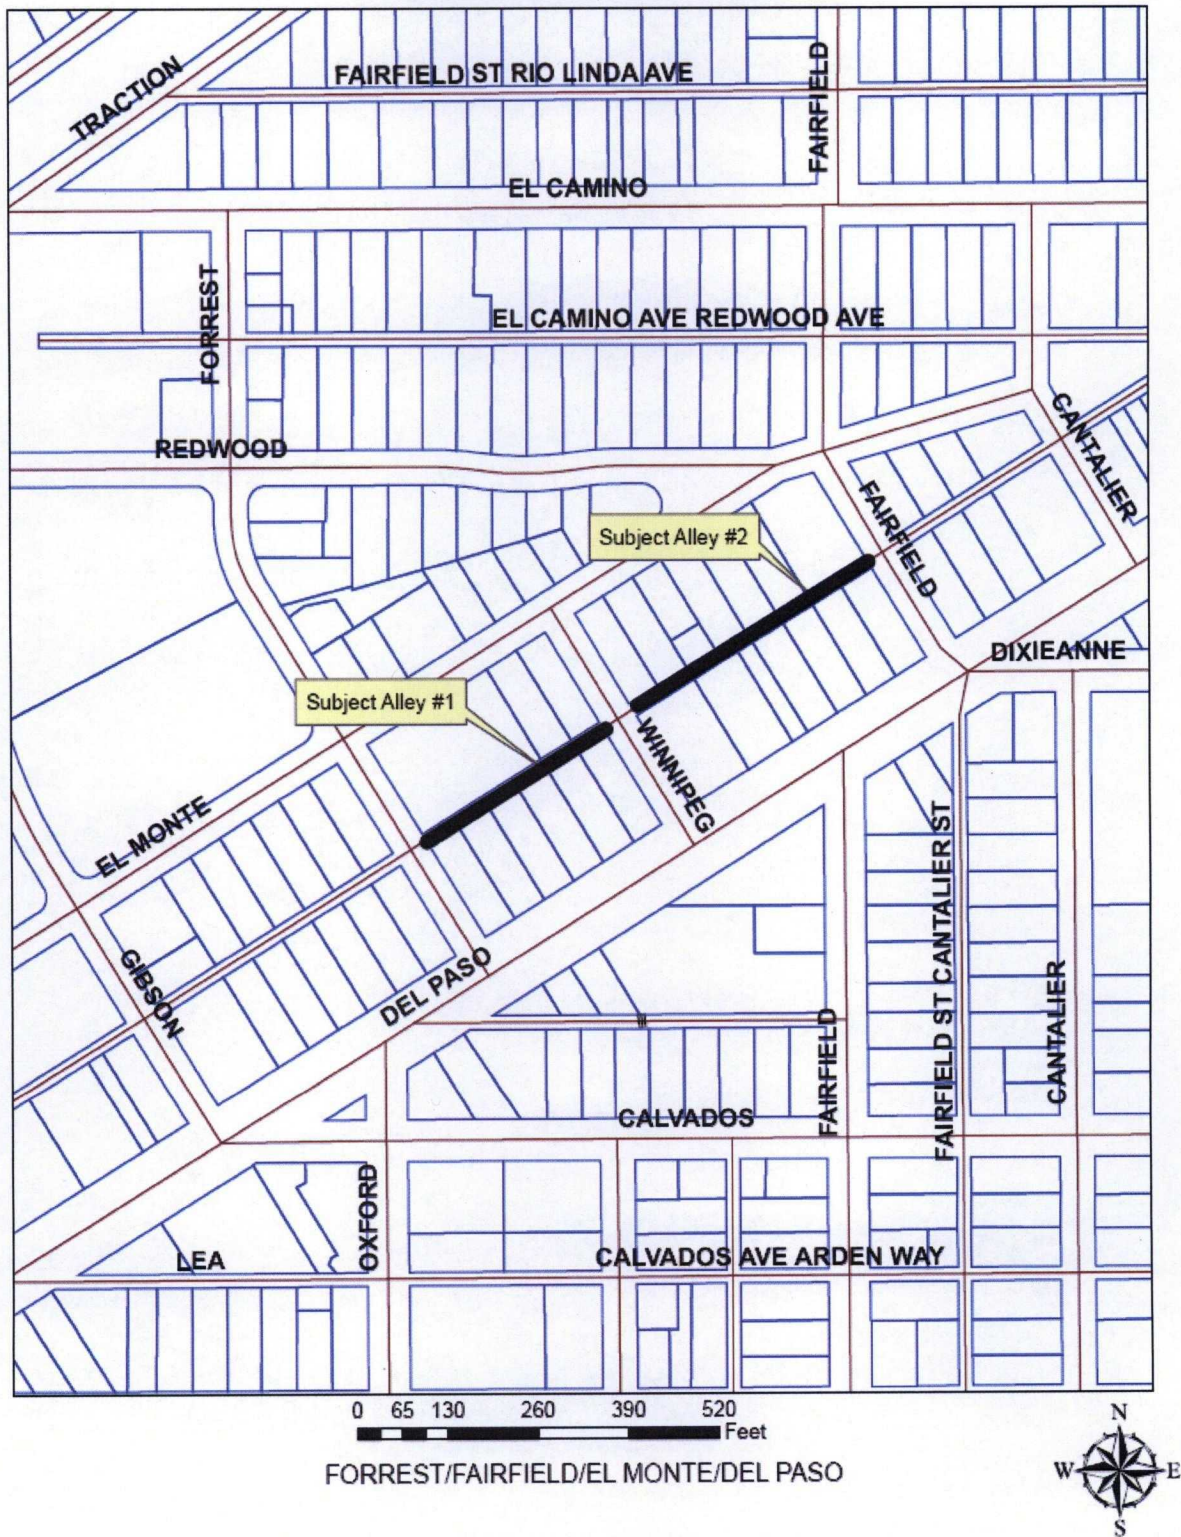 TRACTION
FAIRFIELD ST RIO LINDA AVE
FAIRFIELD
EL CAMINO
FORREST
EL CAMINO AVE REDWOOD AVE
REDWOOD
CANTALIER
Subject Alley #2
FAIRFIELD
DIXIEANNE
Subject Alley #1
WINNIPEG
EL MONTE
GIBSON
DEL PASO
FAIRFIELD ST CANTALIER ST
CANTALIER
FAIRFIELD
CALVADOS
OXFORD
LEA
CALVADOS AVE ARDEN WAY
0 65 130 260 390 520
Feet
FORREST/FAIRFIELD/EL MONTE/DEL PASO
N
W E
S